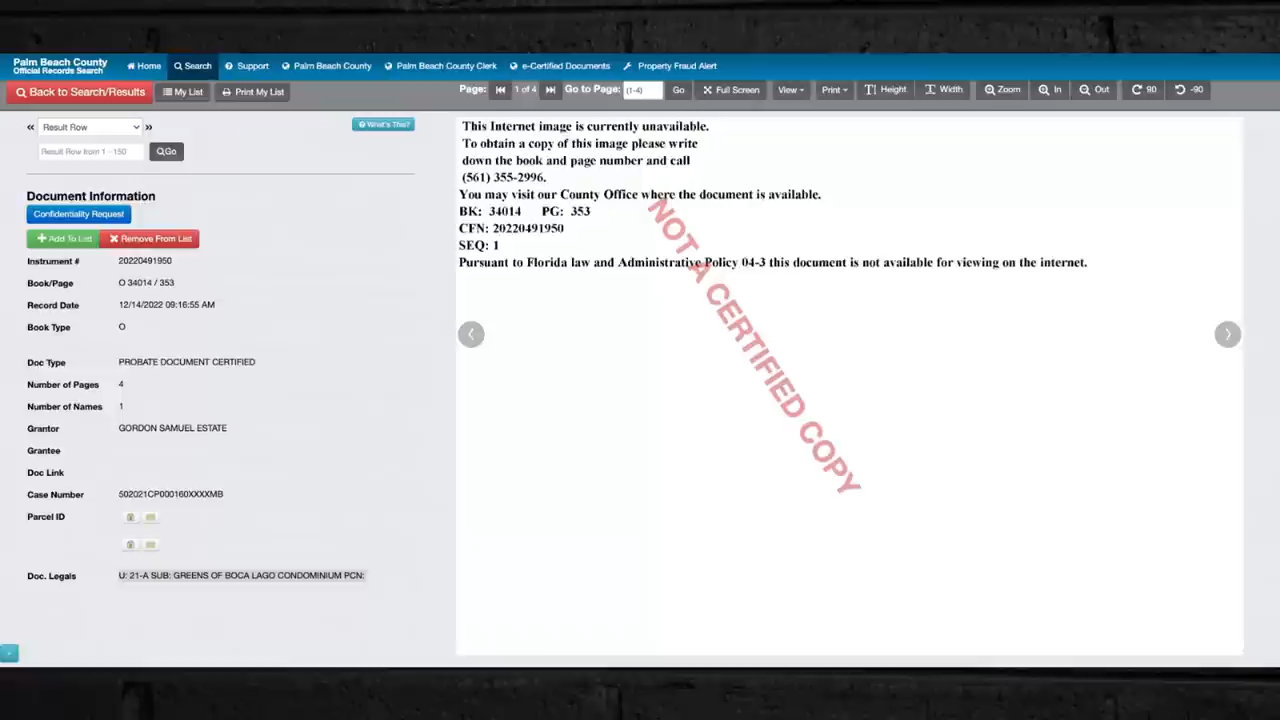 Palm Beach County
Official Records Search
Home
Search
Support
Palm Beach County
Palm Beach County Clerk
e-Certified Documents
Property Fraud Alert
Back to Search/Results
My List
Print My List
Page:
1 of 4
Go to Page:
(1-4)
Go
Full Screen
View
Print
Height
Width
Zoom
In
Out
90
-90
«
Result Row
»
What's This?
Result Row from 1 - 150
Go
Document Information
Confidentiality Request
Add To List
Remove From List
Instrument # 20220491950
Book/Page O 34014 / 353
Record Date 12/14/2022 09:16:55 AM
Book Type O
Doc Type PROBATE DOCUMENT CERTIFIED
Number of Pages 4
Number of Names 1
Grantor GORDON SAMUEL ESTATE
Grantee
Doc Link
Case Number 502021CP000160XXXXMB
Parcel ID
Doc. Legals U: 21-A SUB: GREENS OF BOCA LAGO CONDOMINIUM PCN:
This Internet image is currently unavailable.
To obtain a copy of this image please write
down the book and page number and call
(561) 355-2996.
You may visit our County Office where the document is available.
BK: 34014 PG: 353
CFN: 20220491950
SEQ: 1
Pursuant to Florida law and Administrative Policy 04-3 this document is not available for viewing on the internet.
NOT A CERTIFIED COPY